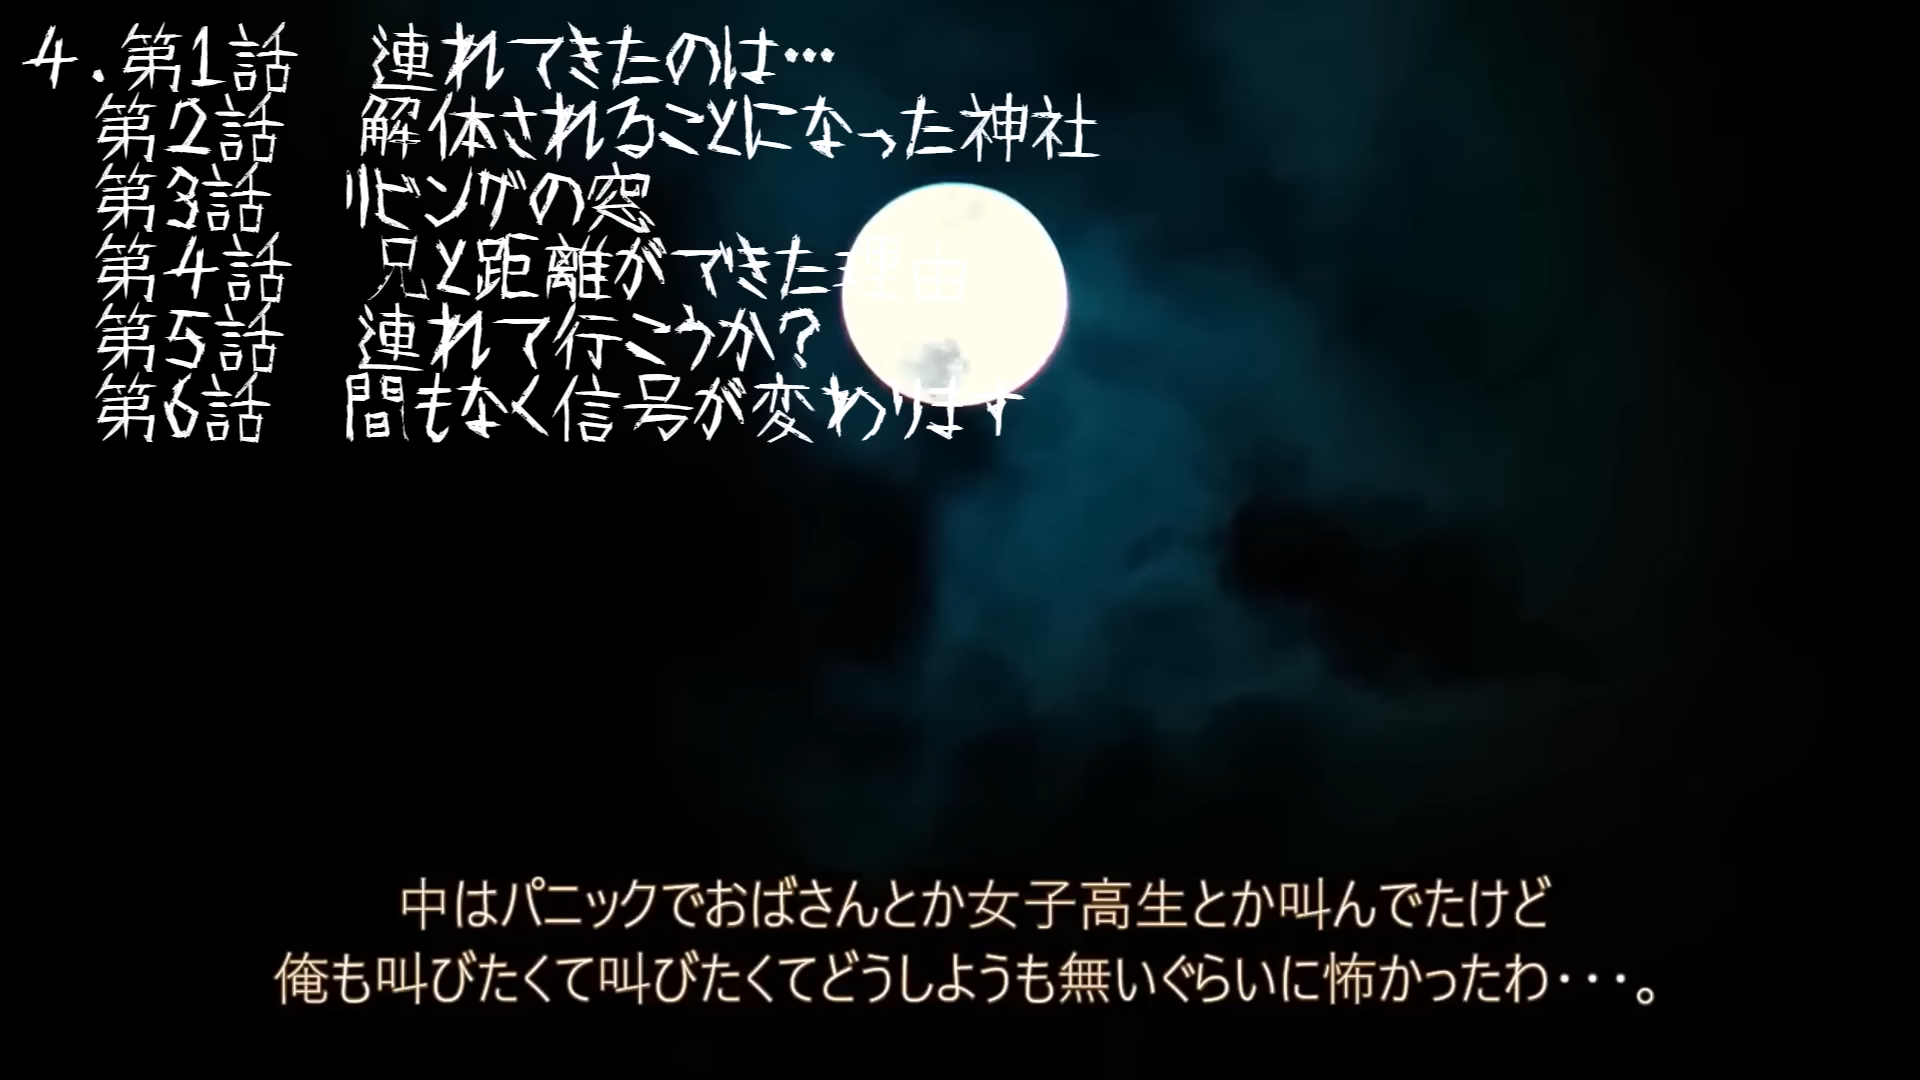 4.第1話 連れてきたのは…
第2話 解体されることになった神社
第3話 リビングの窓
第4話 兄と距離ができた理由
第5話 連れて行こうか?
第6話 間もなく信号が変わります
中はパニックでおばさんとか女子高生とか叫んでたけど
俺も叫びたくて叫びたくてどうしようも無いぐらいに怖かったわ・・・。